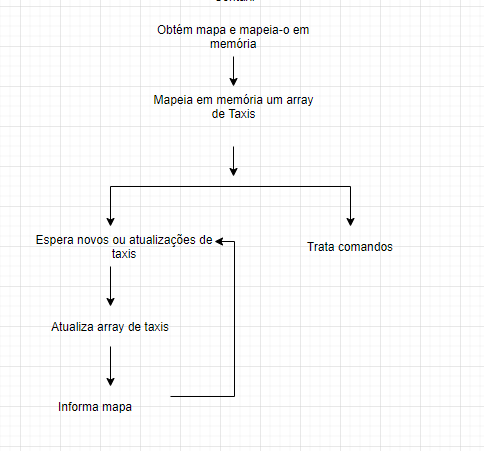 Obtém mapa e mapeia-o em
memória
Mapeia em memória um array
de Taxis
Espera novos ou atualizações de
taxis
Trata comandos
Atualiza array de taxis
Informa mapa